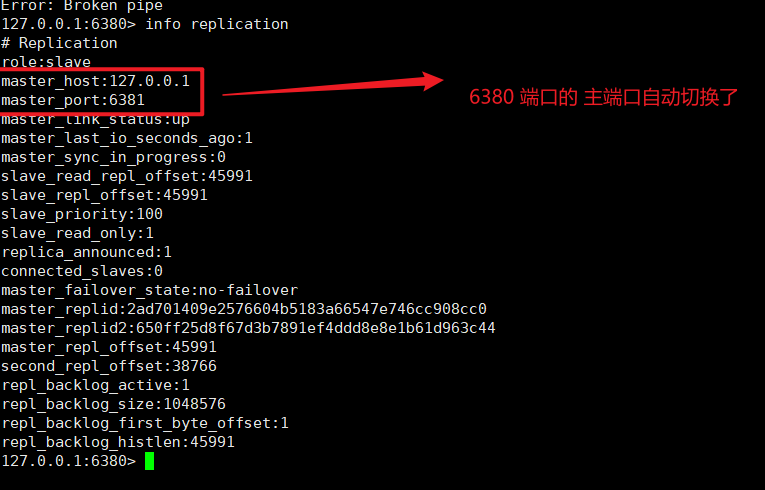 Error: Broken pipe
127.0.0.1:6380> info replication
# Replication
role:slave
master_host:127.0.0.1
master_port:6381
6380 端口的 主端口自动切换了
master_link_status:up
master_last_io_seconds_ago:1
master_sync_in_progress:0
slave_read_repl_offset:45991
slave_repl_offset:45991
slave_priority:100
slave_read_only:1
replica_announced:1
connected_slaves:0
master_failover_state:no-failover
master_replid:2ad701409e2576604b5183a66547e746cc908cc0
master_replid2:650ff25d8f67d3b7891ef4ddd8e8e1b61d963c44
master_repl_offset:45991
second_repl_offset:38766
repl_backlog_active:1
repl_backlog_size:1048576
repl_backlog_first_byte_offset:1
repl_backlog_histlen:45991
127.0.0.1:6380>